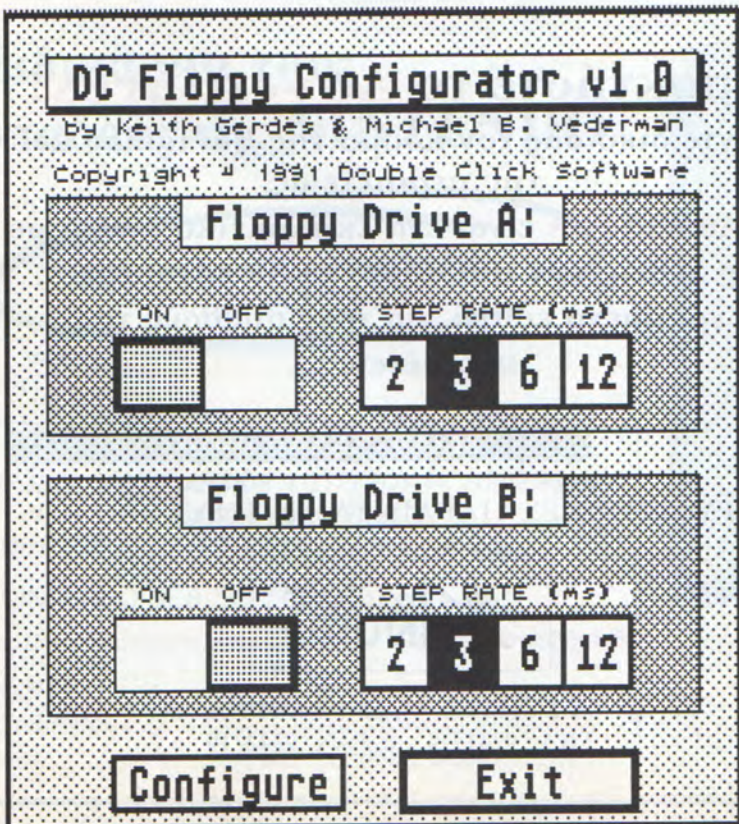 DC Floppy Configurator v1.0
by Keith Gerdes & Michael B. Vederman
Copyright 1991 Double Click Software
Floppy Drive A:
ON OFF STEP RATE (ms)
2 3 6 12
Floppy Drive B:
ON OFF STEP RATE (ms)
2 3 6 12
Configure Exit